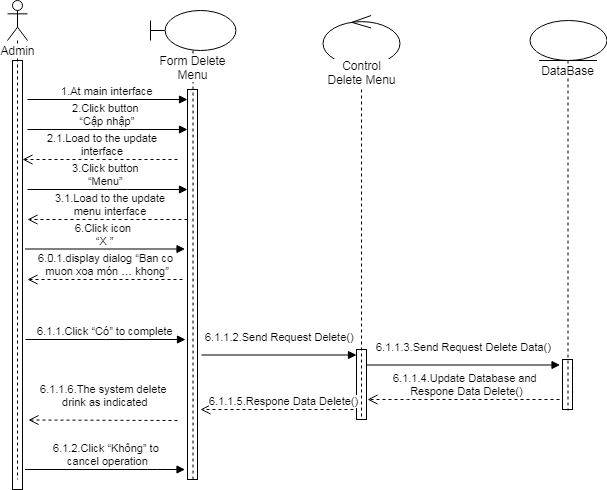 Admin
Form Delete
Menu
Control
Delete Menu
DataBase
1.At main interface
2.Click button
“Cập nhập”
2.1.Load to the update
interface
3.Click button
“Menu”
3.1.Load to the update
menu interface
6.Click icon
“X ”
6.0.1.display dialog “Ban co
muon xoa món ... khong”
6.1.1.Click “Có” to complete
6.1.1.2.Send Request Delete()
6.1.1.3.Send Request Delete Data()
6.1.1.4.Update Database and
Respone Data Delete()
6.1.1.5.Respone Data Delete()
6.1.1.6.The system delete
drink as indicated
6.1.2.Click “Không” to
cancel operation